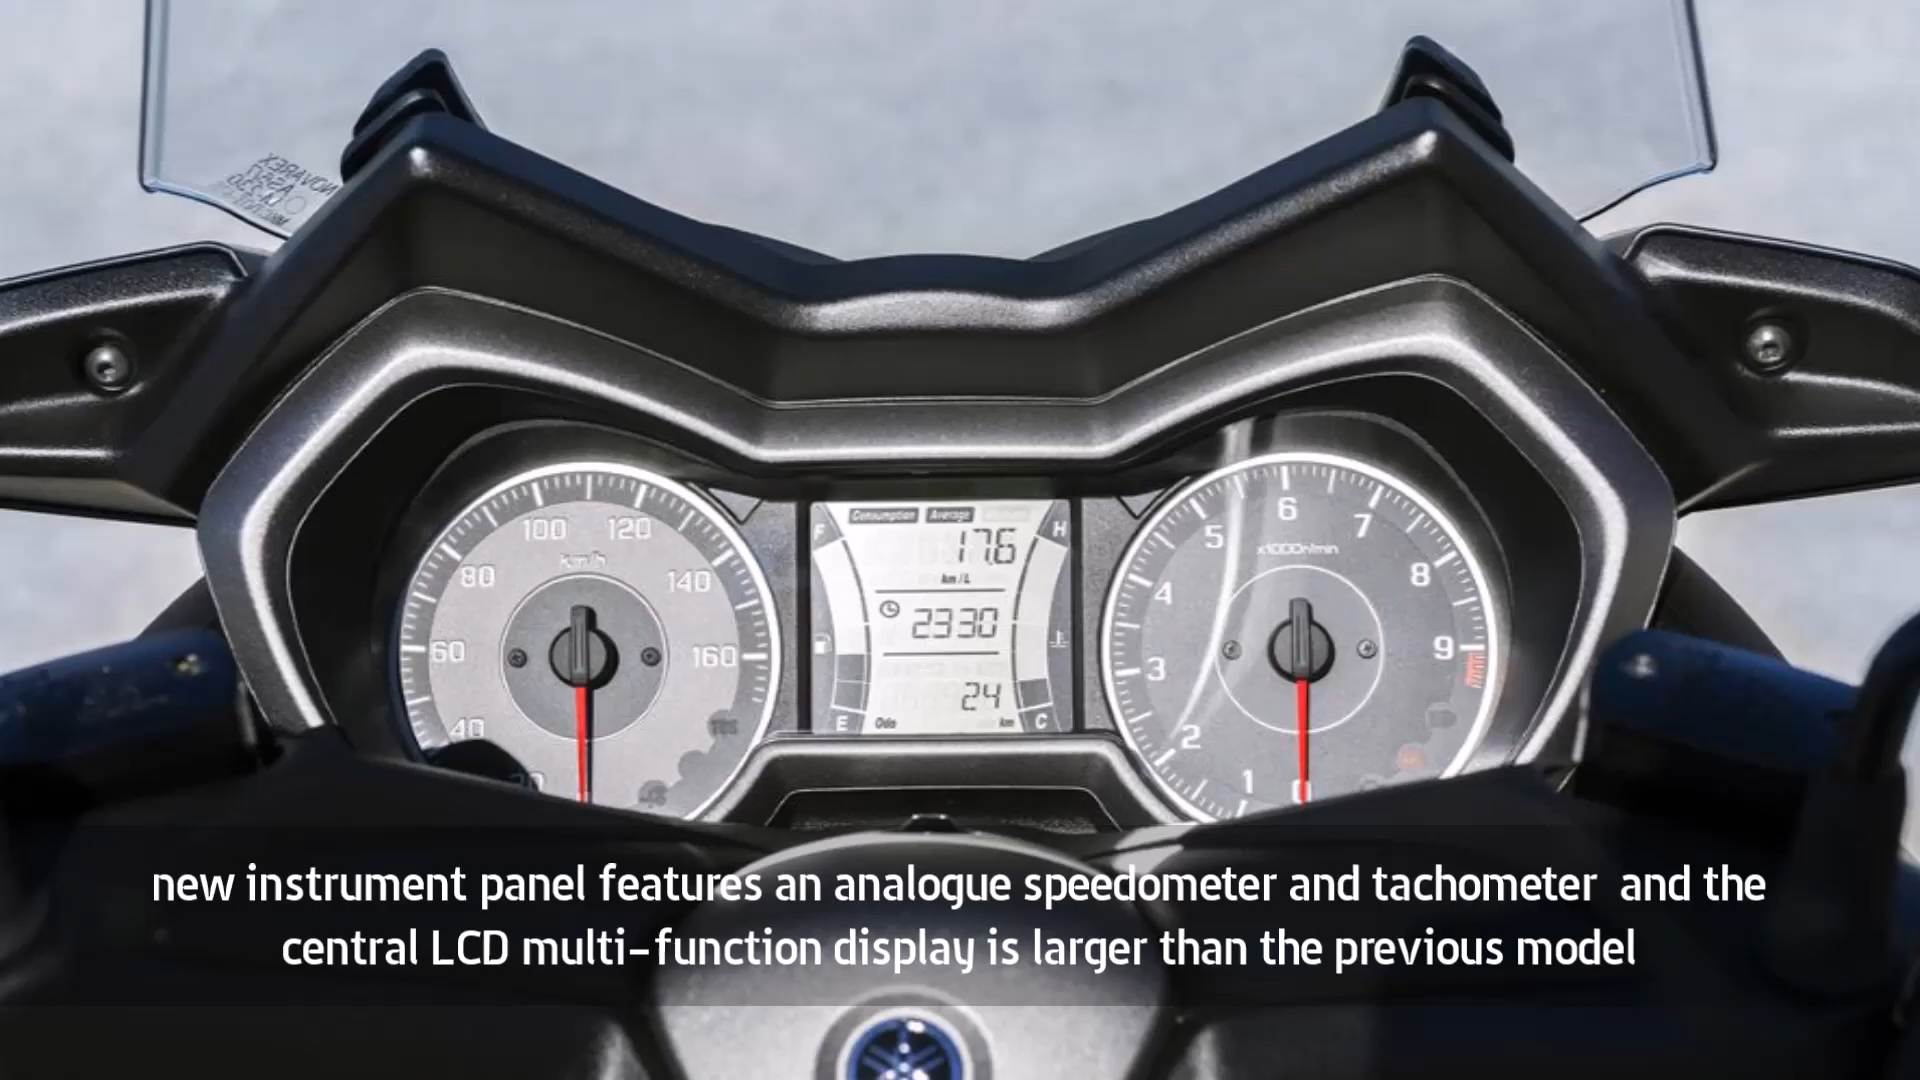 NOVAREX
100 120
km/h
80 140
60 160
40
20
Consumption Average
F H
17.6
km/L
23 30
24
Odo km
E C
6
5 7
x1000r/min
4 8
3 9
2
1 0
new instrument panel features an analogue speedometer and tachometer and the
central LCD multi-function display is larger than the previous model